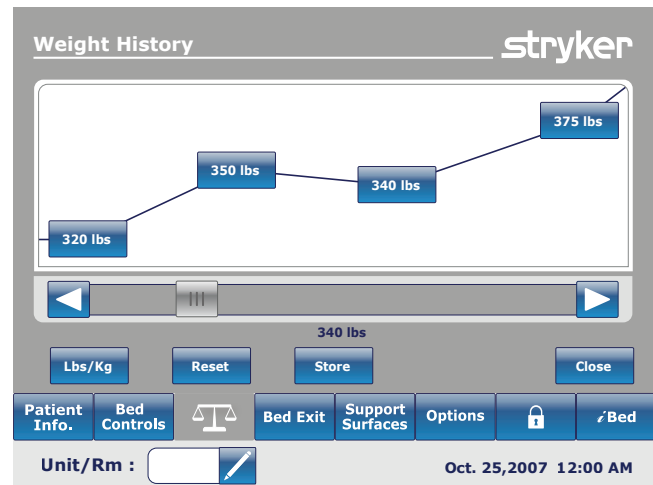 Weight History
stryker
375 lbs
350 lbs
340 lbs
320 lbs
340 lbs
Lbs/Kg Reset Store Close
Patient Info. Bed Controls Bed Exit Support Surfaces Options iBed
Unit/Rm :
Oct. 25,2007 12:00 AM